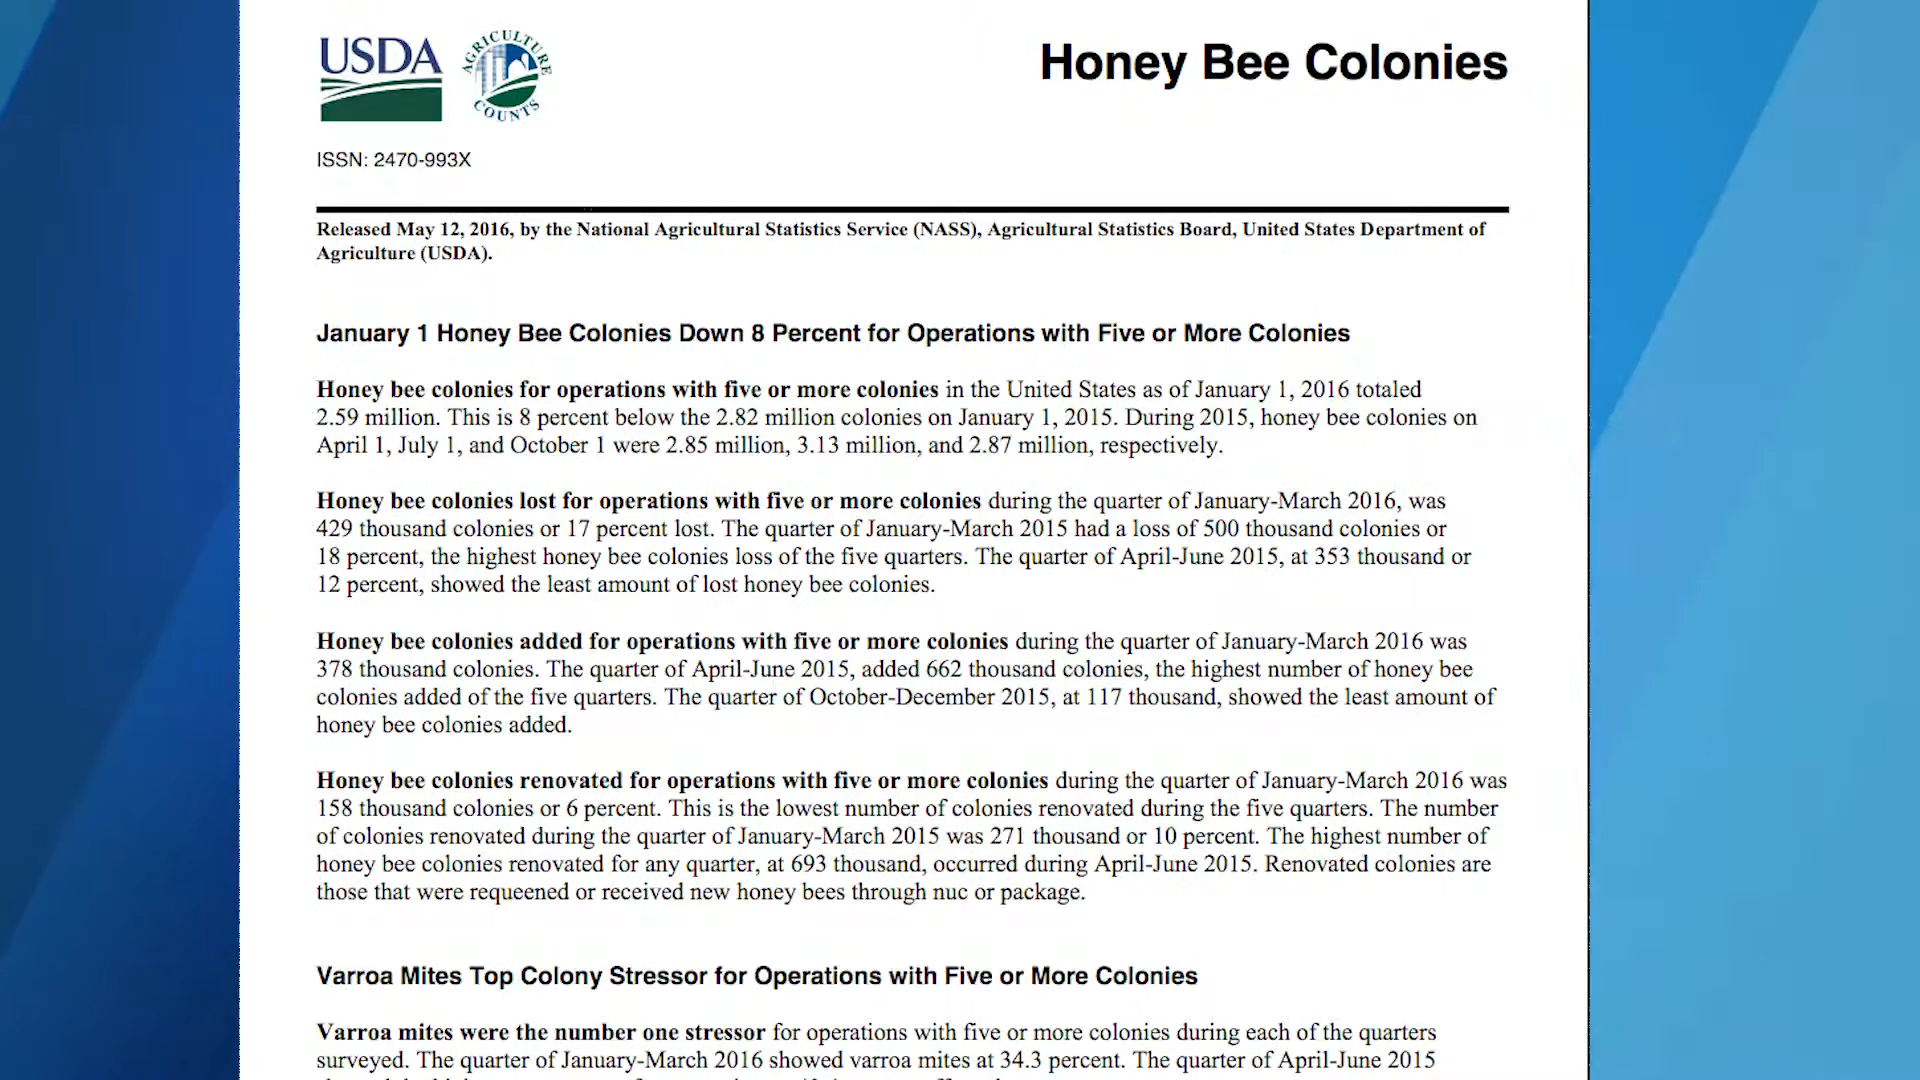 USDA
AGRICULTURE
COUNTS
Honey Bee Colonies
ISSN: 2470-993X
Released May 12, 2016, by the National Agricultural Statistics Service (NASS), Agricultural Statistics Board, United States Department of
Agriculture (USDA).
January 1 Honey Bee Colonies Down 8 Percent for Operations with Five or More Colonies
Honey bee colonies for operations with five or more colonies in the United States as of January 1, 2016 totaled
2.59 million. This is 8 percent below the 2.82 million colonies on January 1, 2015. During 2015, honey bee colonies on
April 1, July 1, and October 1 were 2.85 million, 3.13 million, and 2.87 million, respectively.
Honey bee colonies lost for operations with five or more colonies during the quarter of January-March 2016, was
429 thousand colonies or 17 percent lost. The quarter of January-March 2015 had a loss of 500 thousand colonies or
18 percent, the highest honey bee colonies loss of the five quarters. The quarter of April-June 2015, at 353 thousand or
12 percent, showed the least amount of lost honey bee colonies.
Honey bee colonies added for operations with five or more colonies during the quarter of January-March 2016 was
378 thousand colonies. The quarter of April-June 2015, added 662 thousand colonies, the highest number of honey bee
colonies added of the five quarters. The quarter of October-December 2015, at 117 thousand, showed the least amount of
honey bee colonies added.
Honey bee colonies renovated for operations with five or more colonies during the quarter of January-March 2016 was
158 thousand colonies or 6 percent. This is the lowest number of colonies renovated during the five quarters. The number
of colonies renovated during the quarter of January-March 2015 was 271 thousand or 10 percent. The highest number of
honey bee colonies renovated for any quarter, at 693 thousand, occurred during April-June 2015. Renovated colonies are
those that were requeened or received new honey bees through nuc or package.
Varroa Mites Top Colony Stressor for Operations with Five or More Colonies
Varroa mites were the number one stressor for operations with five or more colonies during each of the quarters
surveyed. The quarter of January-March 2016 showed varroa mites at 34.3 percent. The quarter of April-June 2015